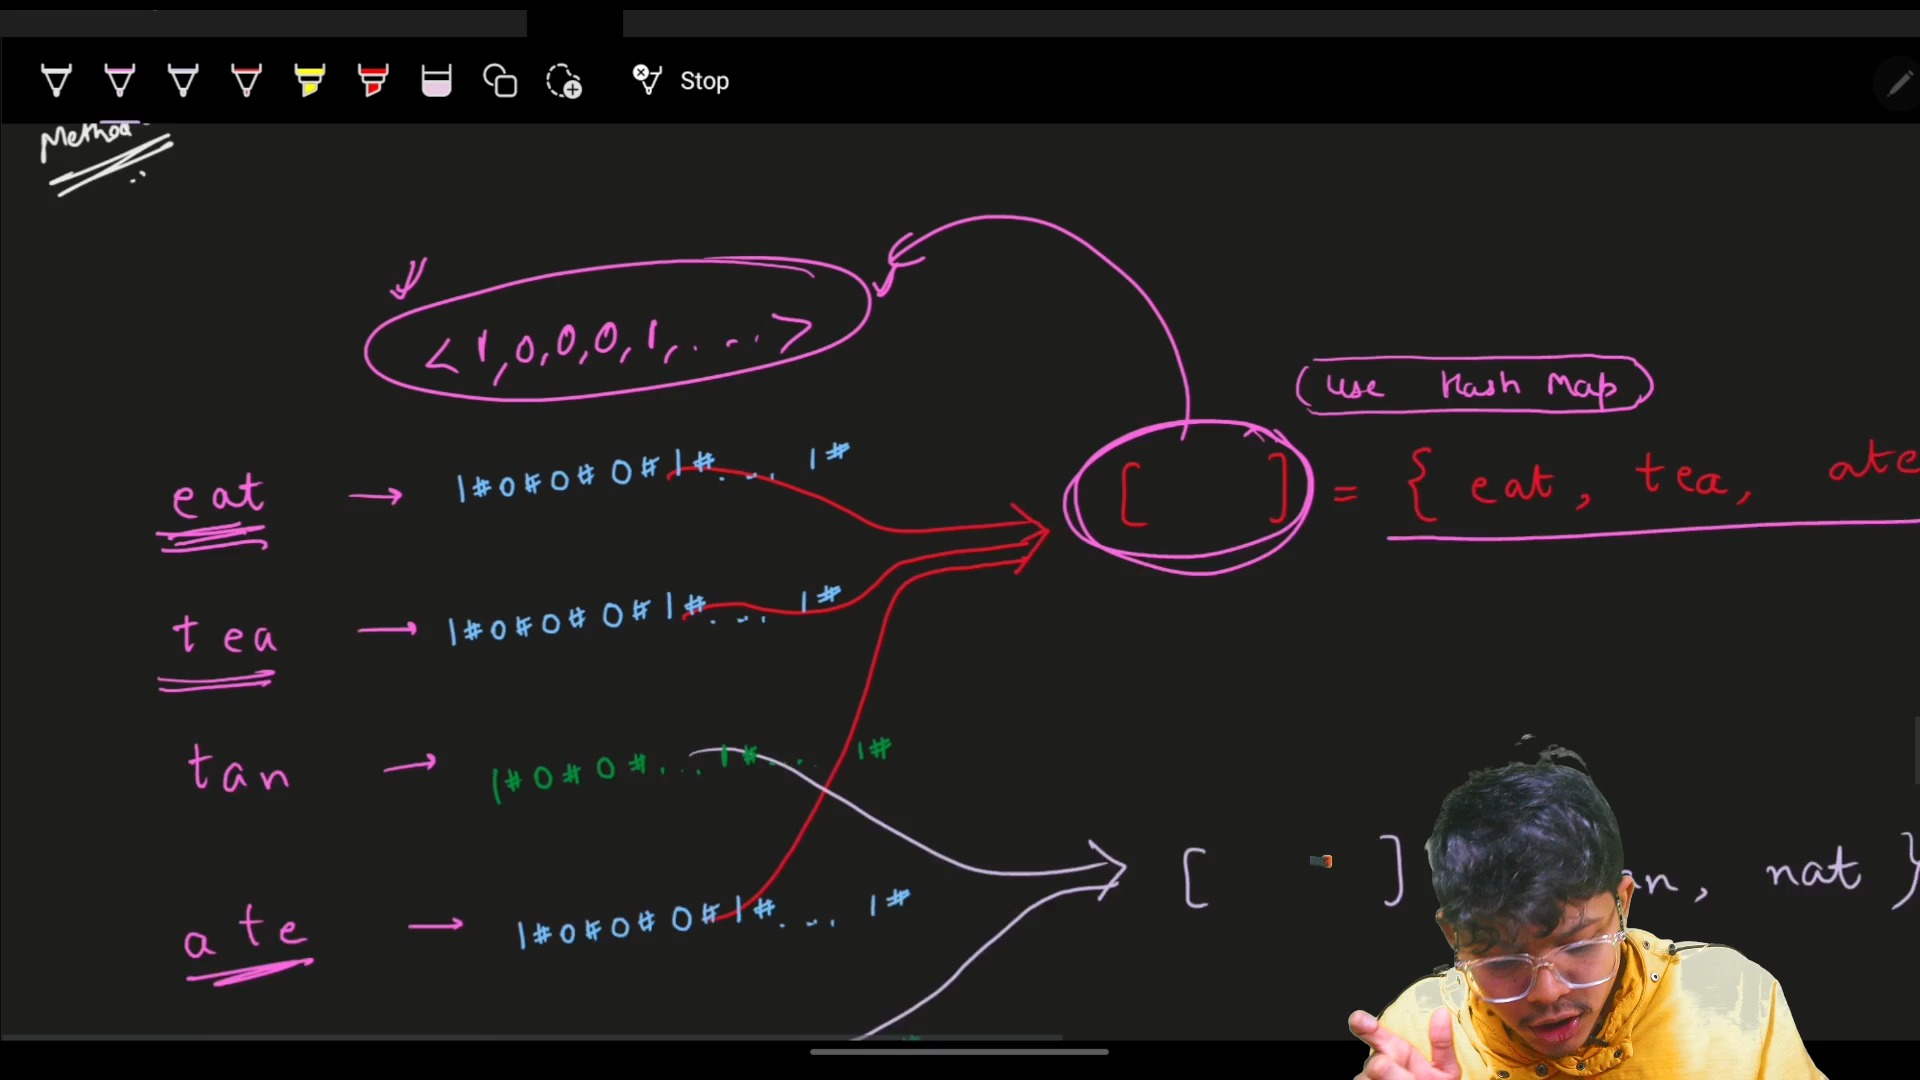 Stop
Method
<1,0,0,0,1,...>
use Hash Map
eat → 1#0#0#0#1#... 1#
[ ] = { eat, tea, ate
tea → 1#0#0#0#1#... 1#
tan → 1#0#0#...1#... 1#
[ ] an, nat }
ate → 1#0#0#0#1#... 1#